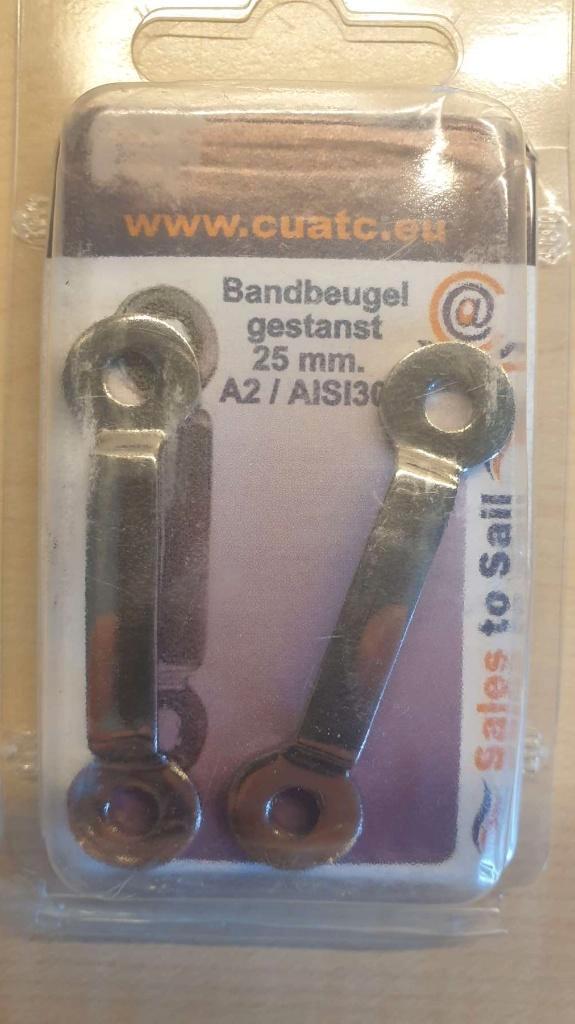 www.cuatc.eu
Bandbeugel
gestanst
25 mm.
A2 / AISI30
@
Sales to Sail